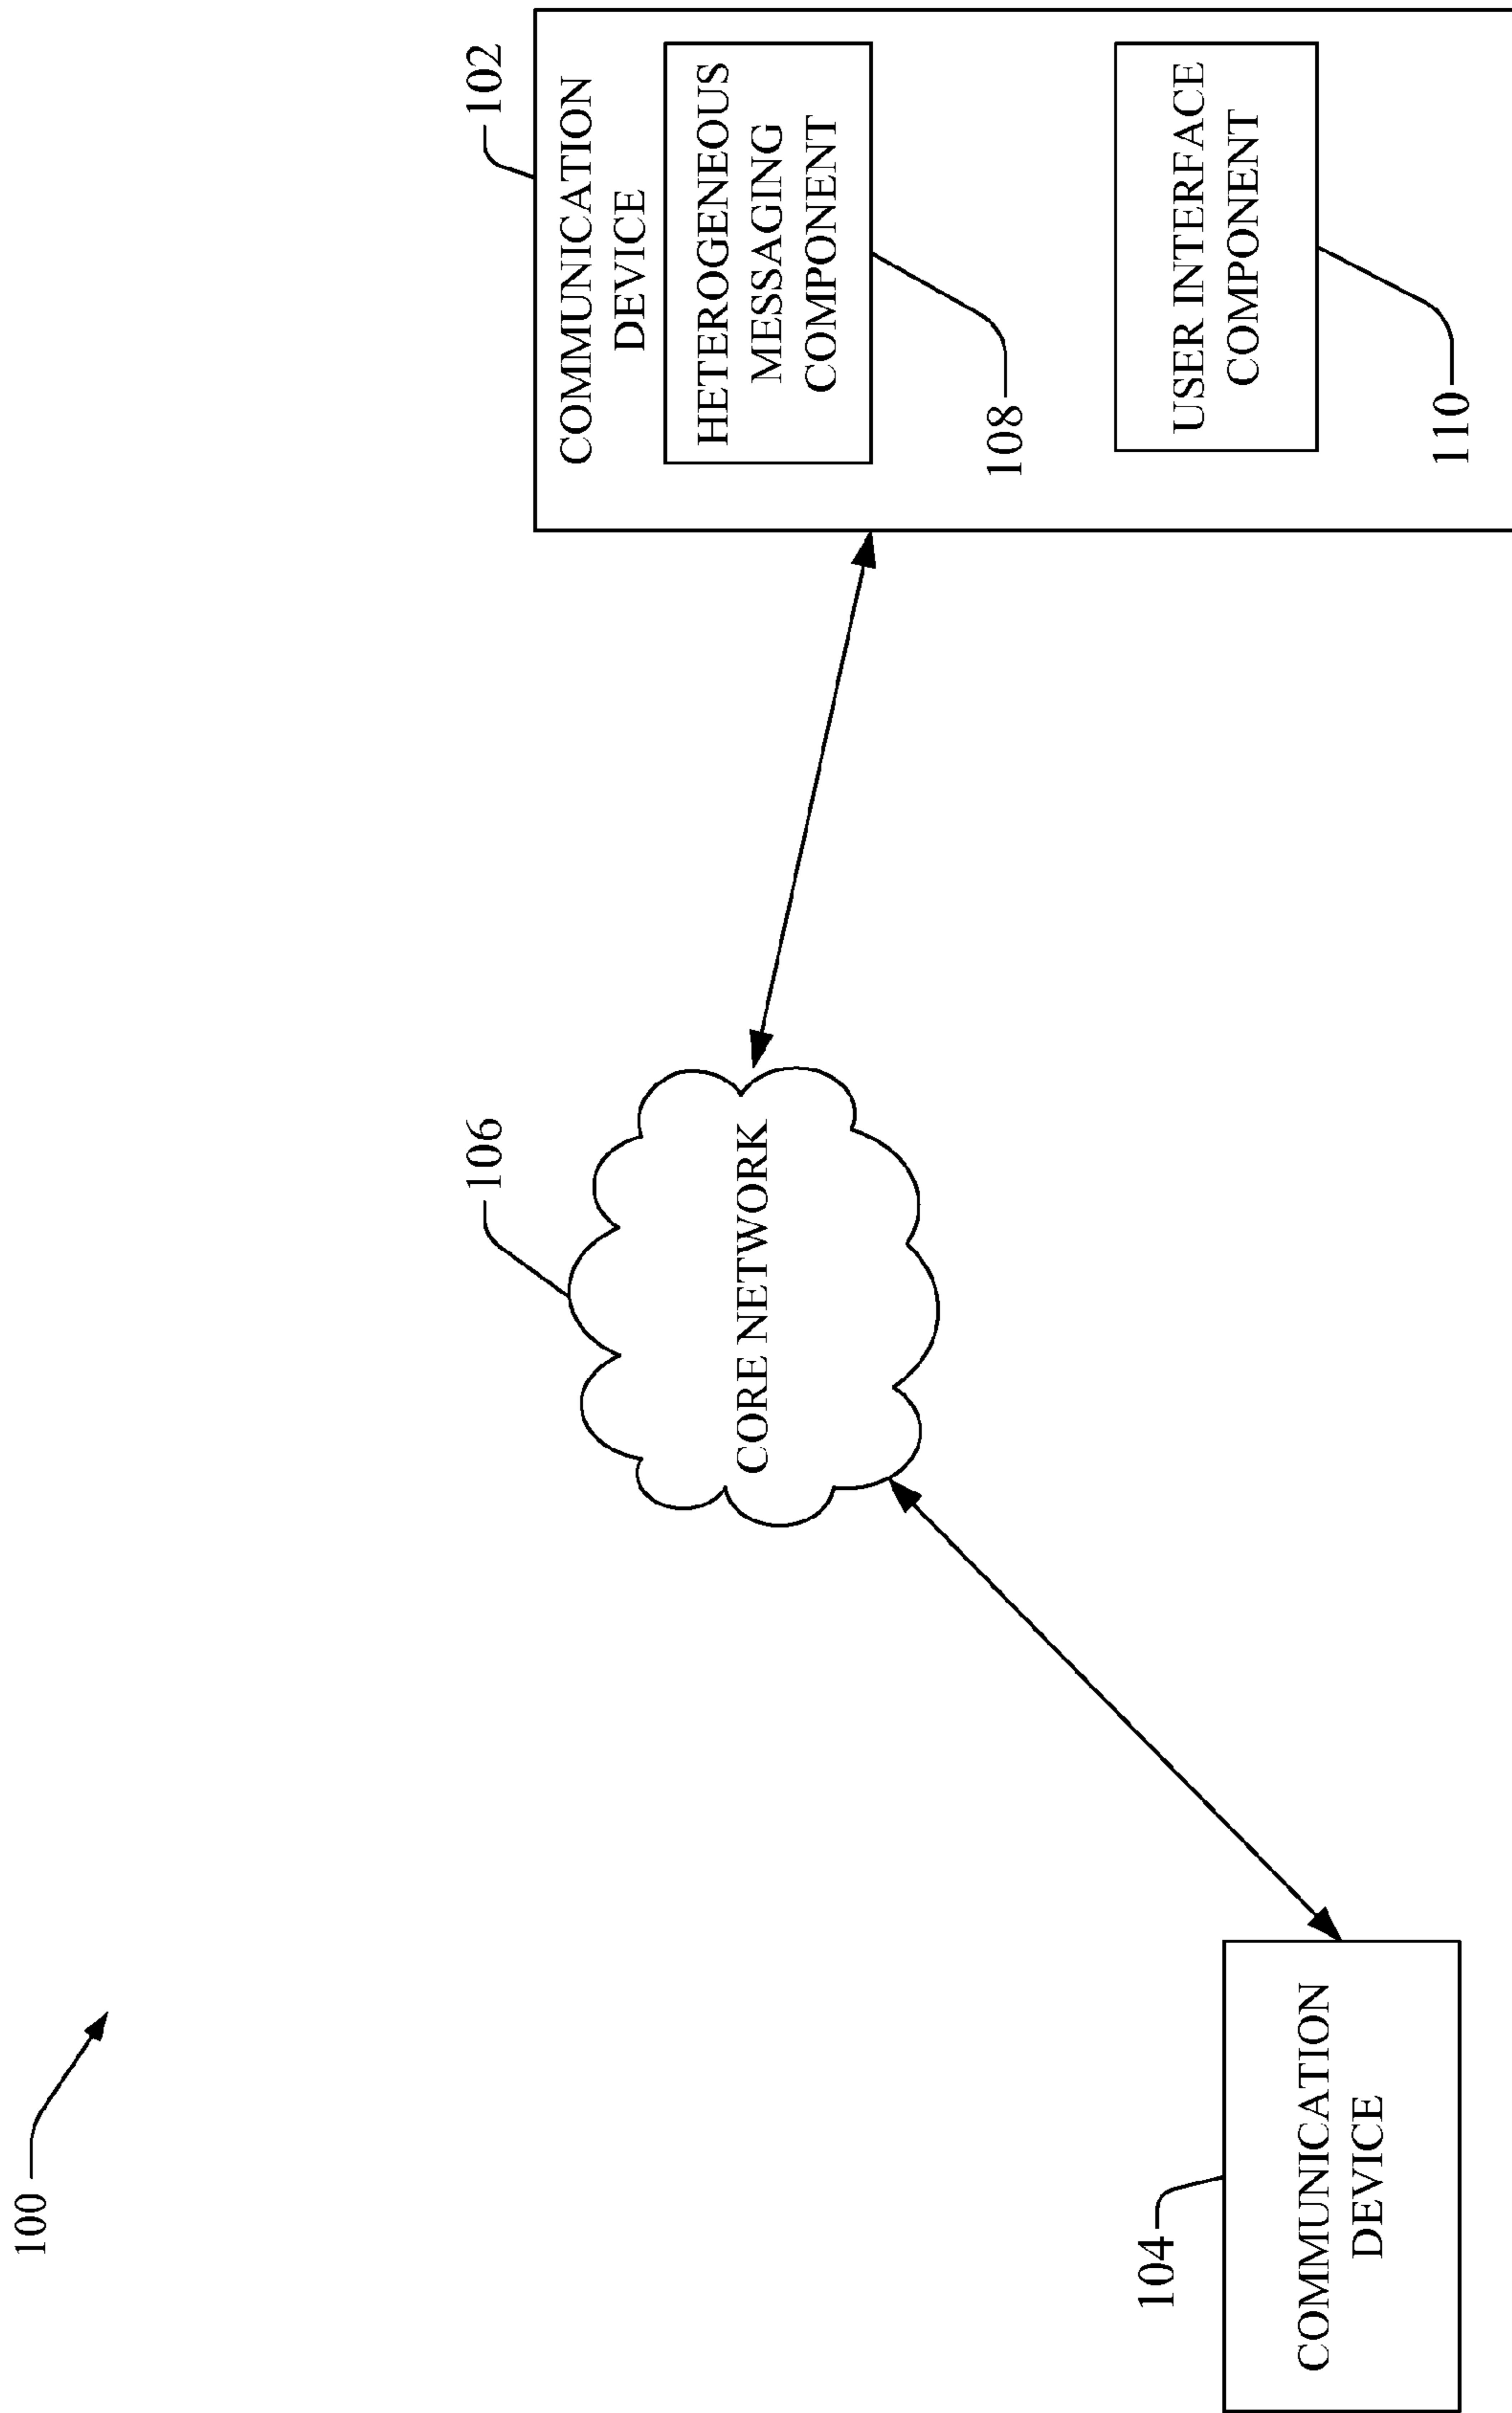 100
102
COMMUNICATION
DEVICE
HETEROGENEOUS
MESSAGING
COMPONENT
108
USER INTERFACE
COMPONENT
110
106
CORE NETWORK
104
COMMUNICATION
DEVICE